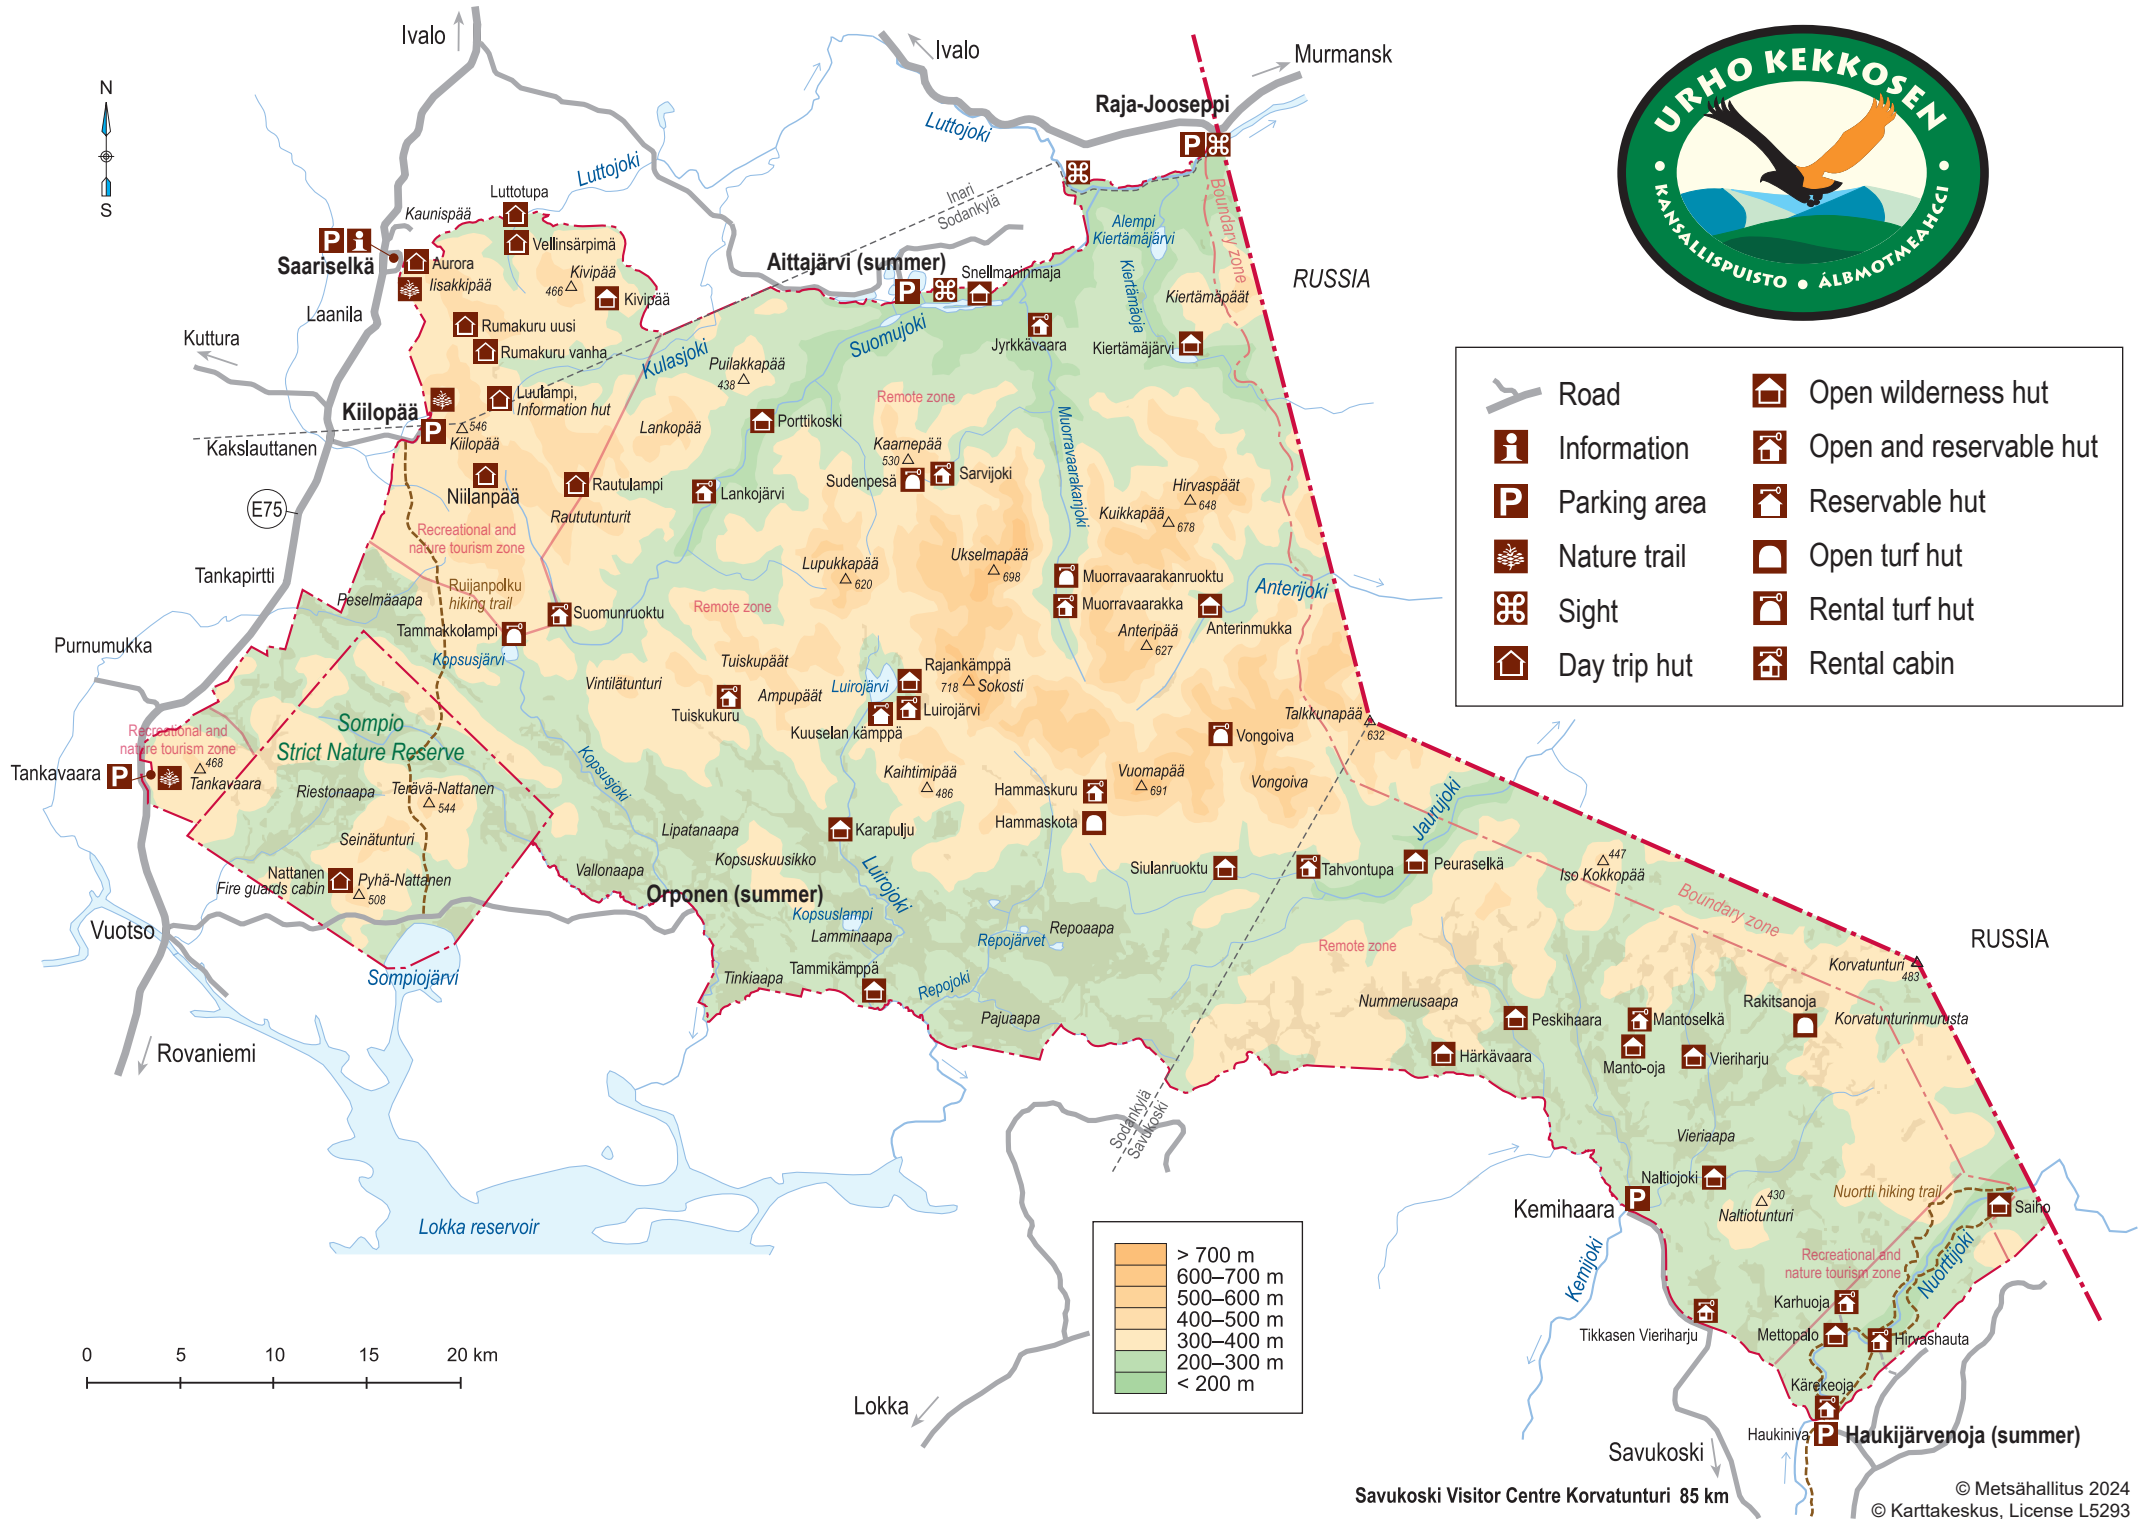 Ivalo
Ivalo
Murmansk
Raja-Jooseppi
N
S
Luttojoki
Luttojoki
Inari
Sodankylä
Boundary zone
RUSSIA
Luttotupa
Kaunispää
Vellinsärpimä
Saariselkä
Aurora
Iisakkipää
Kivipää
466
Kivipää
Laanila
Rumakuru uusi
Rumakuru vanha
Kuttura
Aittajärvi (summer)
Snellmaninmaja
Alempi
Kiertämäjärvi
Kiertämäoja
Kiertämäpäät
Kiertämäjärvi
Jyrkkävaara
Suomujoki
Kulasjoki
Puilakkapää
438
Remote zone
Luulampi,
Information hut
Kiilopää
546
Kiilopää
Kakslauttanen
Lankopää
Porttikoski
Kaarnepää
530
Sudenpesä
Sarvijoki
Muorravaarakanjoki
Hirvaspäät
648
Kuikkapää
678
Niilanpää
Rautulampi
Lankojärvi
Raututunturit
E75
Recreational and
nature tourism zone
Tankapirtti
Ruijanpolku
hiking trail
Peselmäaapa
Lupukkapää
620
Ukselmapää
698
Muorravaarakanruoktu
Muorravaarakka
Anterijoki
Anterinmukka
Anteripää
627
Remote zone
Suomunruoktu
Tammakkolampi
Kopsusjärvi
Purnumukka
Vintilätunturi
Tuiskupäät
Ampupäät
Tuiskukuru
Luirojärvi
Rajankämppä
718
Sokosti
Luirojärvi
Kuuselan kämppä
Talkkunapää
632
Vongoiva
Vongoiva
Recreational and
nature tourism zone
Sompio
Strict Nature Reserve
Tankavaara
468
Tankavaara
Riestonaapa
Terävä-Nattanen
544
Seinätunturi
Kopsusjoki
Kaihtimipää
486
Hammaskuru
Hammaskota
Vuomapää
691
Jaurujoki
Lipatanaapa
Karapulju
Kopsuskuusikko
Vallonaapa
Siulanruoktu
Tahvontupa
Peuraselkä
447
Iso Kokkopää
Boundary zone
Nattanen
Fire guards cabin
Pyhä-Nattanen
508
Orponen (summer)
Luirojoki
Kopsuslampi
Lamminaapa
Repojärvet
Repoaapa
Remote zone
RUSSIA
Vuotso
Sompiojärvi
Tinkiaapa
Tammikämppä
Repojoki
Pajuaapa
Korvatunturi
483
Nummerusaapa
Peskihaara
Mantoselkä
Rakitsanoja
Korvatunturinmurusta
Härkävaara
Manto-oja
Vieriharju
Rovaniemi
Sodankylä
Savukoski
Vieriaapa
Naltiojoki
Kemihaara
430
Naltiotunturi
Nuortti hiking trail
Saiho
Lokka reservoir
Kemijoki
Recreational and
nature tourism zone
Nuorttijoki
Karhuoja
Tikkasen Vieriharju
Mettopalo
Hirvashauta
Kärekeoja
Haukiniva
Haukijärvenoja (summer)
Lokka
Savukoski
Savukoski Visitor Centre Korvatunturi 85 km
0 5 10 15 20 km
> 700 m
600–700 m
500–600 m
400–500 m
300–400 m
200–300 m
< 200 m
URHO KEKKOSEN
KANSALLISPUISTO • ÁLBMOTMEAHCCI
Road
Information
P Parking area
Nature trail
Sight
Day trip hut
Open wilderness hut
Open and reservable hut
Reservable hut
Open turf hut
Rental turf hut
Rental cabin
P
P
P
P
P
P
© Metsähallitus 2024
© Karttakeskus, License L5293